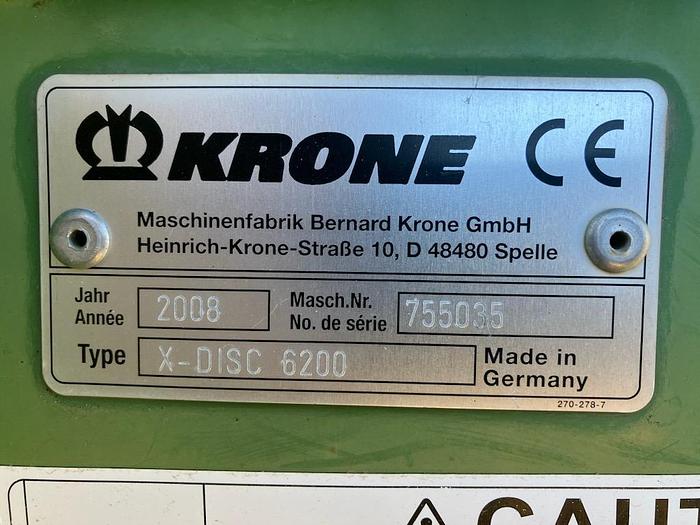 KRONE CE
Maschinenfabrik Bernard Krone GmbH
Heinrich-Krone-Straße 10, D 48480 Spelle
Jahr 2008 Masch.Nr. 755035
Année No. de série
Type X-DISC 6200 Made in
Germany
270-278-7